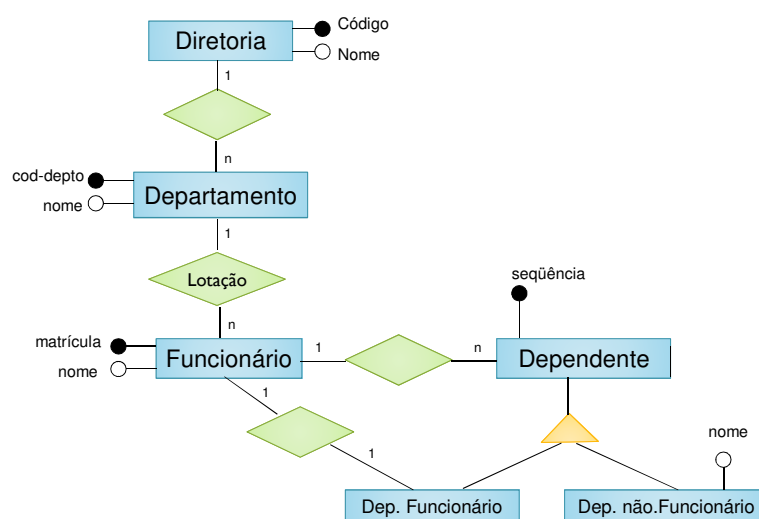 Diretoria
Código
Nome
1
n
cod-depto
nome
Departamento
1
Lotação
n
matrícula
nome
Funcionário
1
n
seqüência
Dependente
1
1
nome
Dep. Funcionário
Dep. não.Funcionário